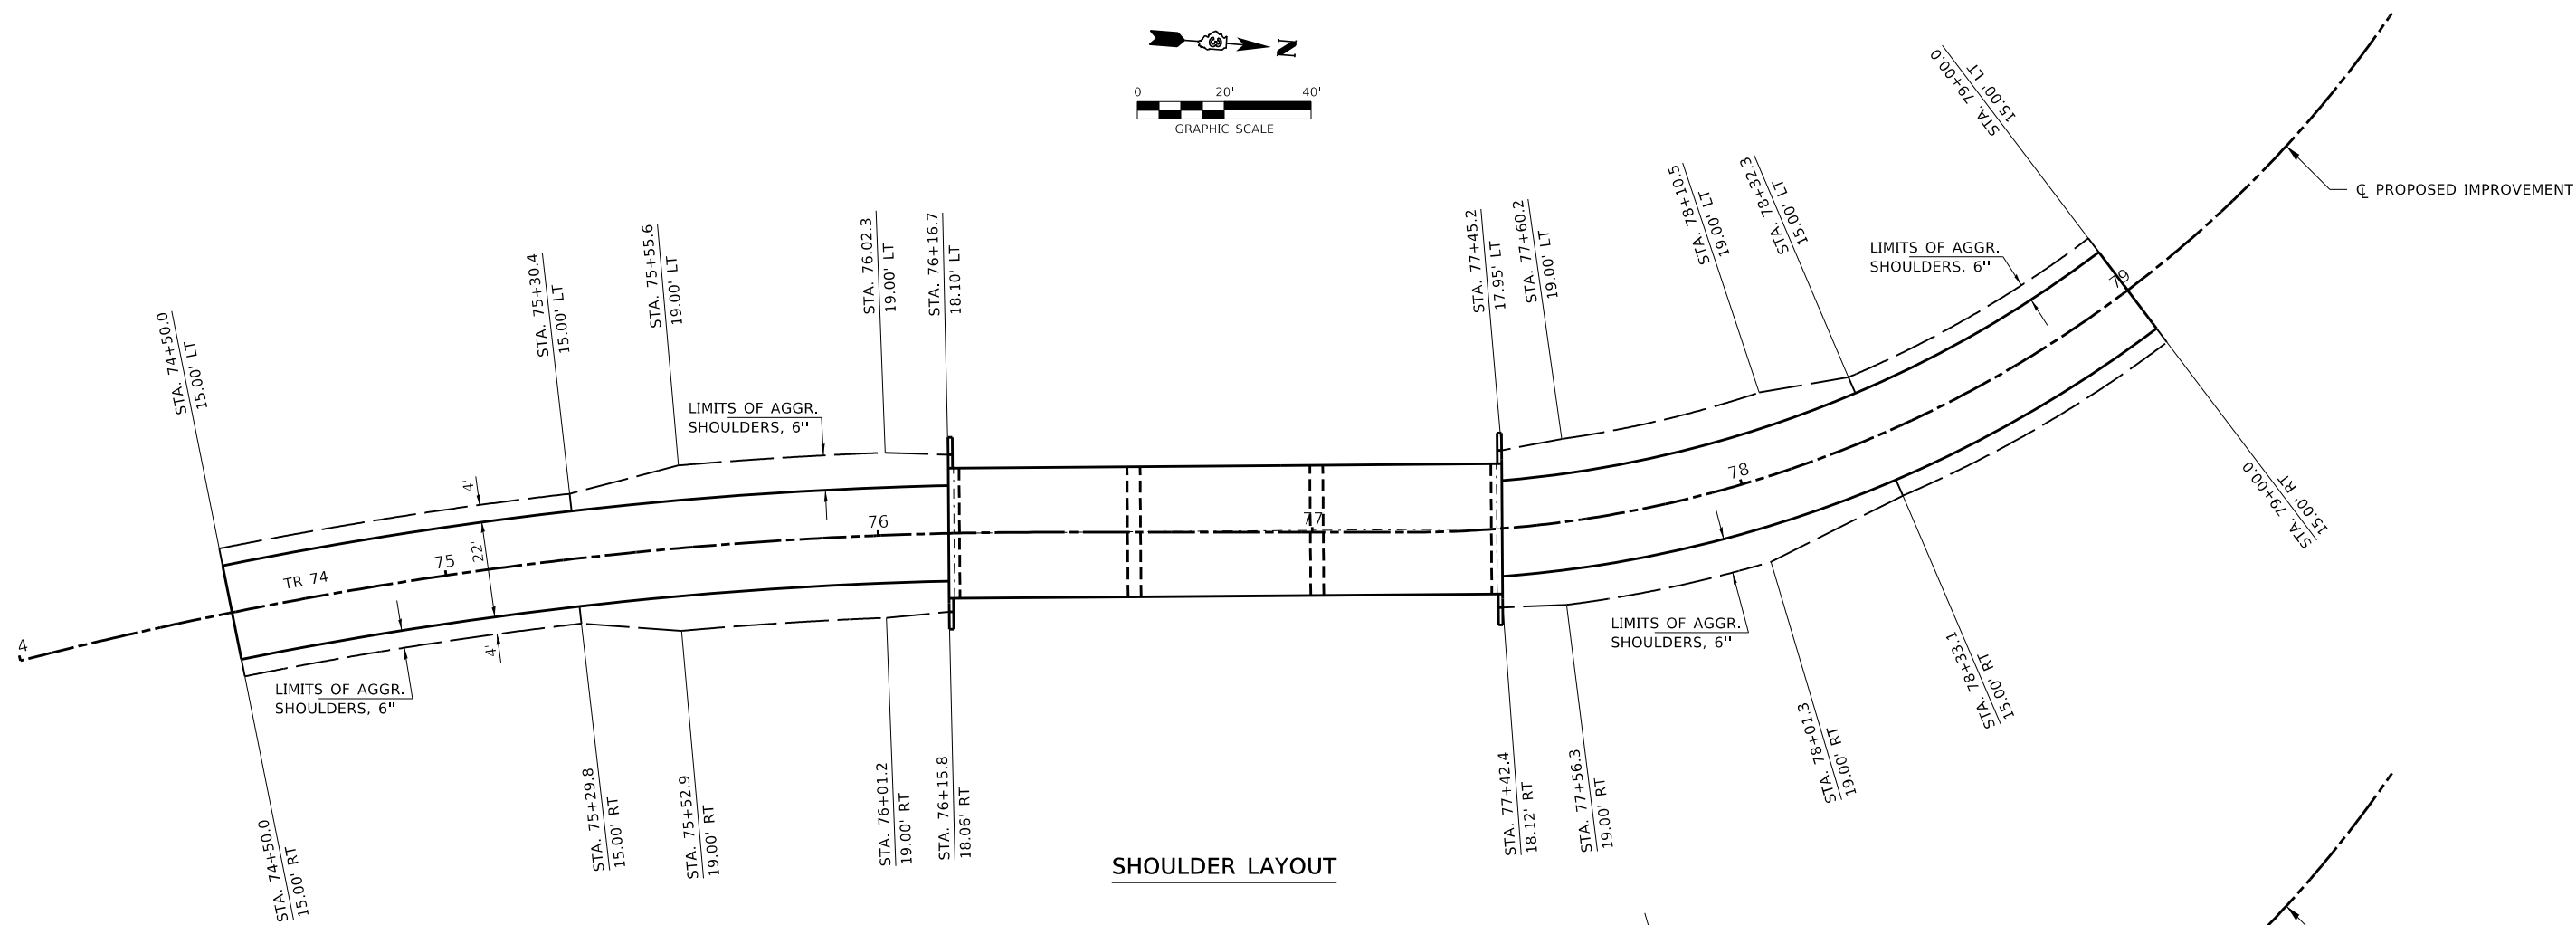 N
0 20' 40'
GRAPHIC SCALE
STA. 74+50.0
15.00' LT
STA. 75+30.4
15.00' LT
STA. 75+55.6
19.00' LT
STA. 76.02.3
19.00' LT
STA. 76+16.7
18.10' LT
STA. 77+45.2
17.95' LT
STA. 77+60.2
19.00' LT
STA. 78+10.5
19.00' LT
STA. 78+32.3
15.00' LT
STA. 79+00.0
15.00' LT
℄ PROPOSED IMPROVEMENT
LIMITS OF AGGR.
SHOULDERS, 6"
LIMITS OF AGGR.
SHOULDERS, 6"
4'
22'
4'
4
TR 74
75
76
77
78
79
LIMITS OF AGGR.
SHOULDERS, 6"
LIMITS OF AGGR.
SHOULDERS, 6"
STA. 74+50.0
15.00' RT
STA. 75+29.8
15.00' RT
STA. 75+52.9
19.00' RT
STA. 76+01.2
19.00' RT
STA. 76+15.8
18.06' RT
STA. 77+42.4
18.12' RT
STA. 77+56.3
19.00' RT
STA. 78+01.3
19.00' RT
STA. 78+33.1
15.00' RT
STA. 79+00.0
15.00' RT
SHOULDER LAYOUT